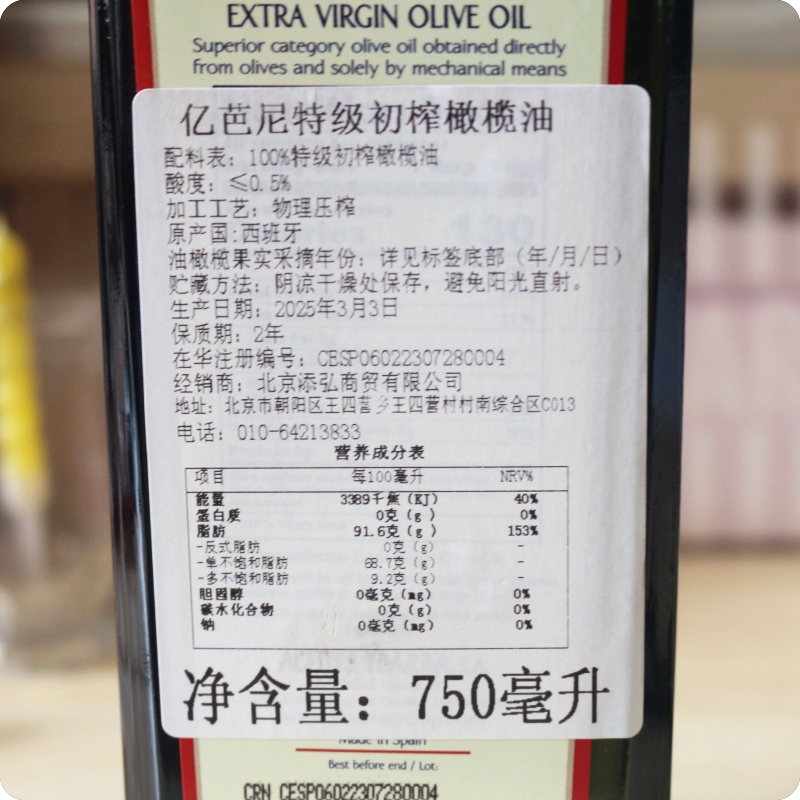 EXTRA VIRGIN OLIVE OIL
Superior category olive oil obtained directly
from olives and solely by mechanical means
亿芭尼特级初榨橄榄油
配料表：100%特级初榨橄榄油
酸度：≤0.5%
加工工艺：物理压榨
原产国:西班牙
油橄榄果实采摘年份：详见标签底部（年/月/日）
贮藏方法：阴凉干燥处保存，避免阳光直射。
生产日期：2025年3月3日
保质期：2年
在华注册编号：CESP06022307280004
经销商：北京添弘商贸有限公司
地址：北京市朝阳区王四营乡王四营村村南综合区C013
电话：010-64213833
营养成分表
项目 每100毫升 NRV%
能量 3389千焦（KJ） 40%
蛋白质 0克（g） 0%
脂肪 91.6克（g） 153%
-反式脂肪 0克（g） -
-单不饱和脂肪 68.7克（g） -
-多不饱和脂肪 9.2克（g） -
胆固醇 0毫克（mg） 0%
碳水化合物 0克（g） 0%
钠 0毫克（mg） 0%
净含量：750毫升
Made in Spain
Best before end / Lot:
CRN CESP06022307280004